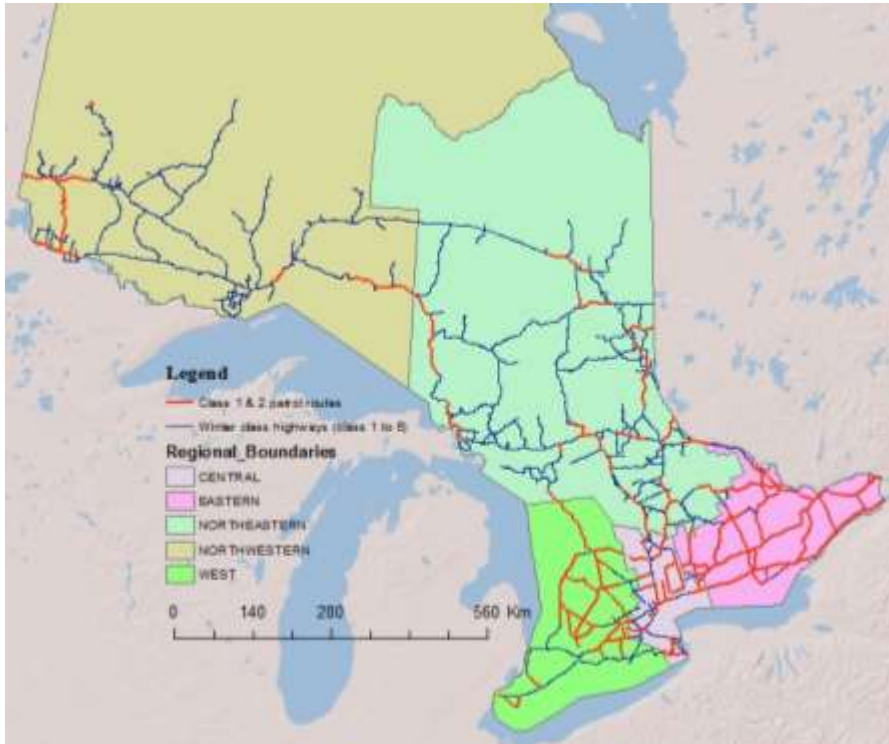 Legend
Class 1 & 2 patrol routes
Winter class highways (class 1 to 5)
Regional_Boundaries
CENTRAL
EASTERN
NORTHEASTERN
NORTHWESTERN
WEST
0 140 280 560 Km